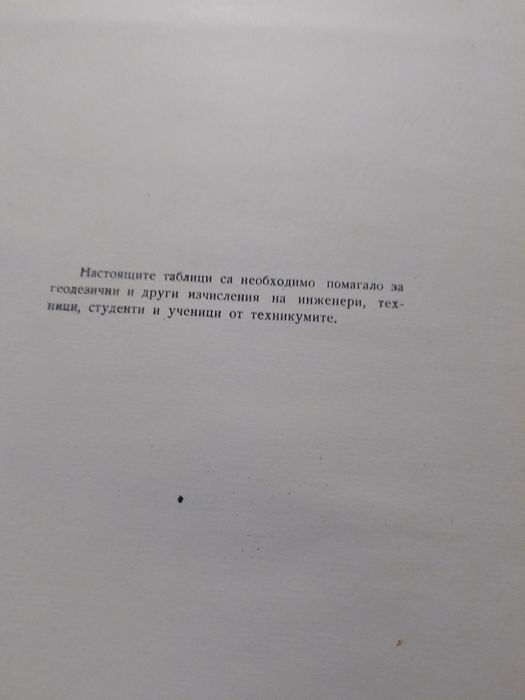 Настоящите таблици са необходимо помагало за
геодезични и други изчисления на инженери, тех-
ници, студенти и ученици от техникумите.